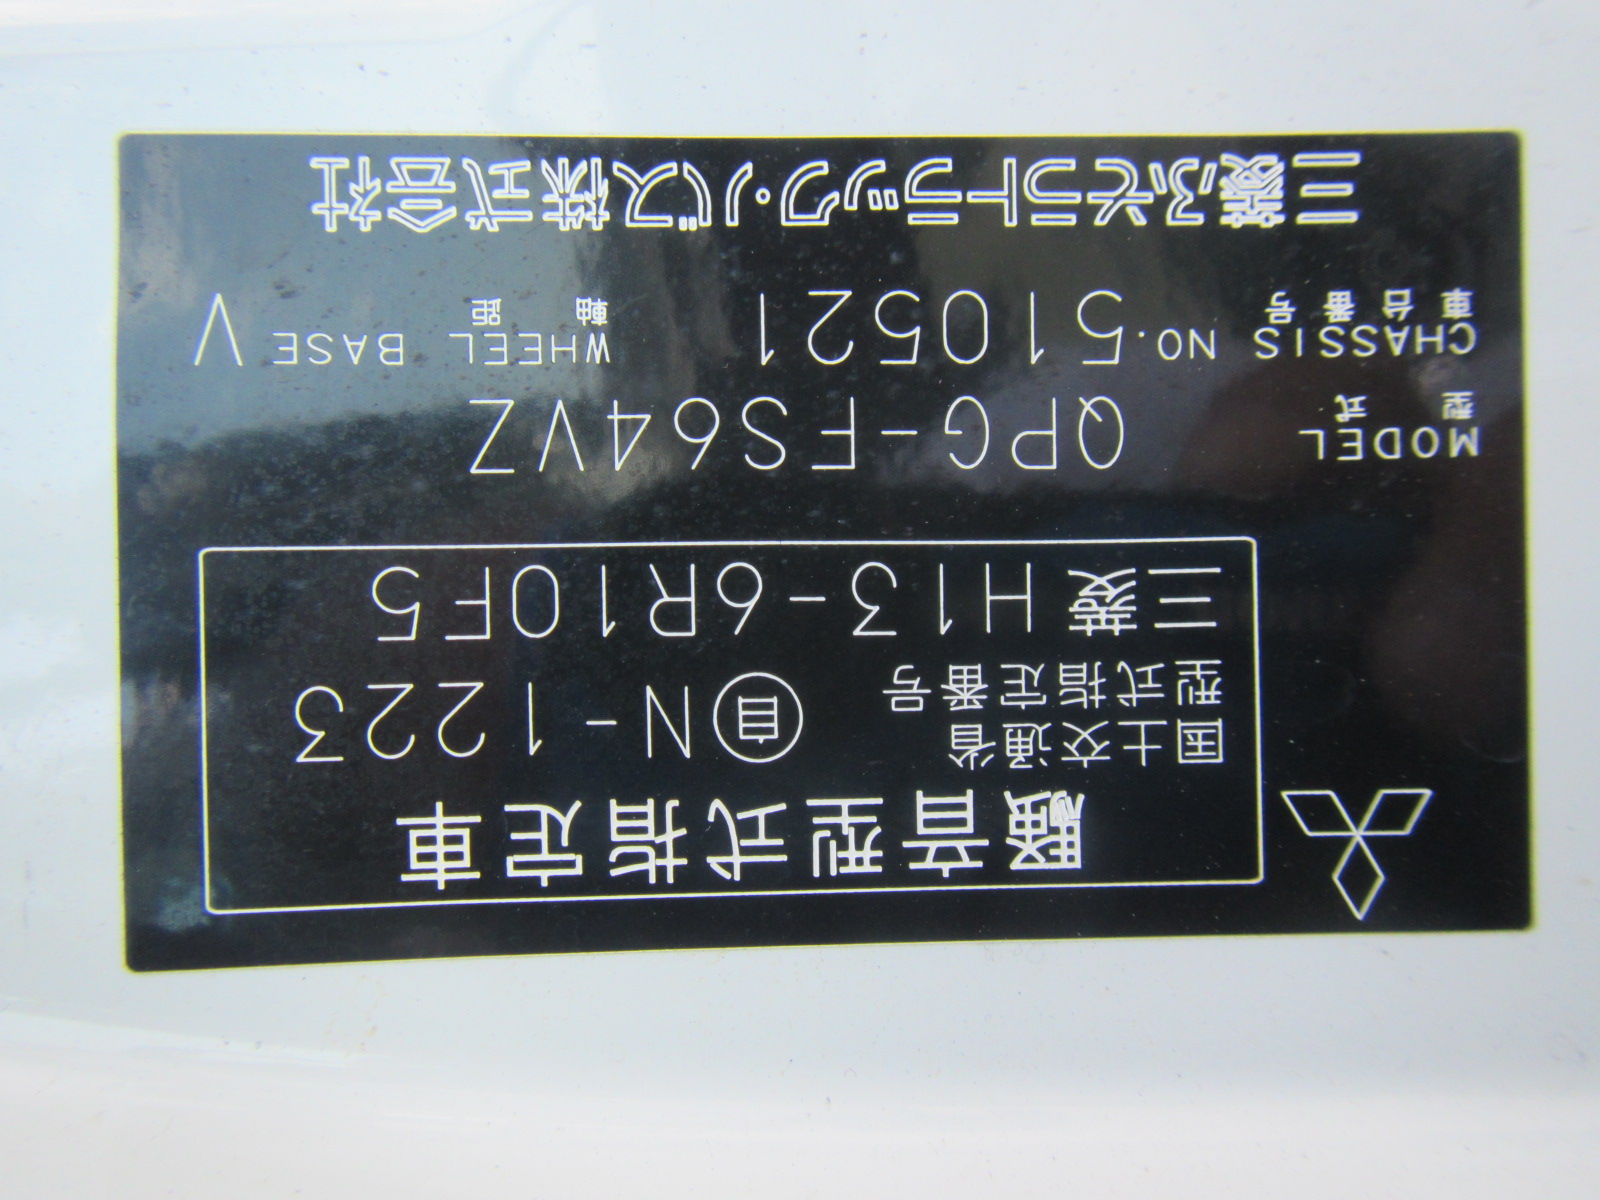 騒音型式指定車
国土交通省
型式指定番号
自 N-1223
三菱 H13-6R10F5
MODEL
型式
QPG-FS64VZ
CHASSIS NO. 510521 WHEEL BASE V
車台番号 軸距
三菱ふそうトラック・バス株式会社